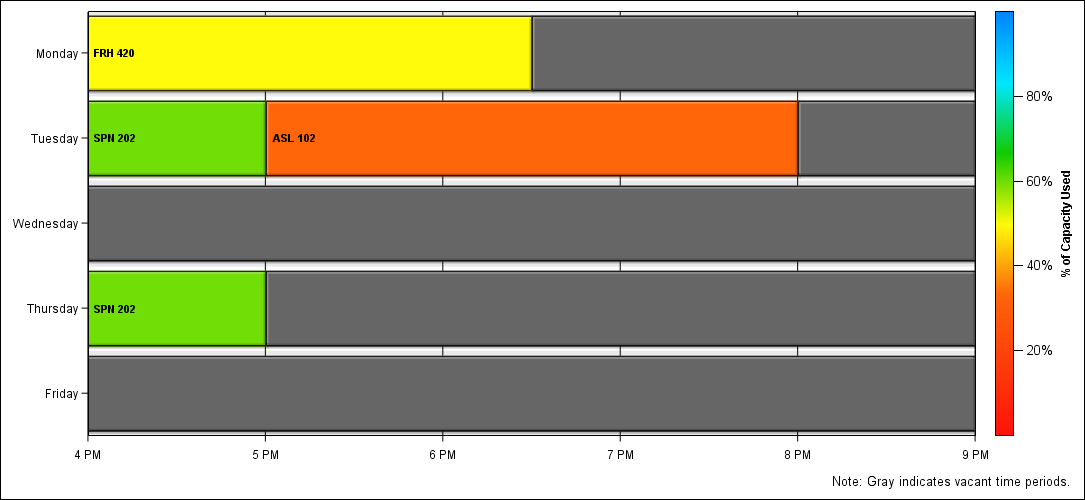 Monday
FRH 420
Tuesday
SPN 202
ASL 102
Wednesday
Thursday
SPN 202
Friday
4 PM
5 PM
6 PM
7 PM
8 PM
9 PM
80%
60%
40%
20%
% of Capacity Used
Note: Gray indicates vacant time periods.